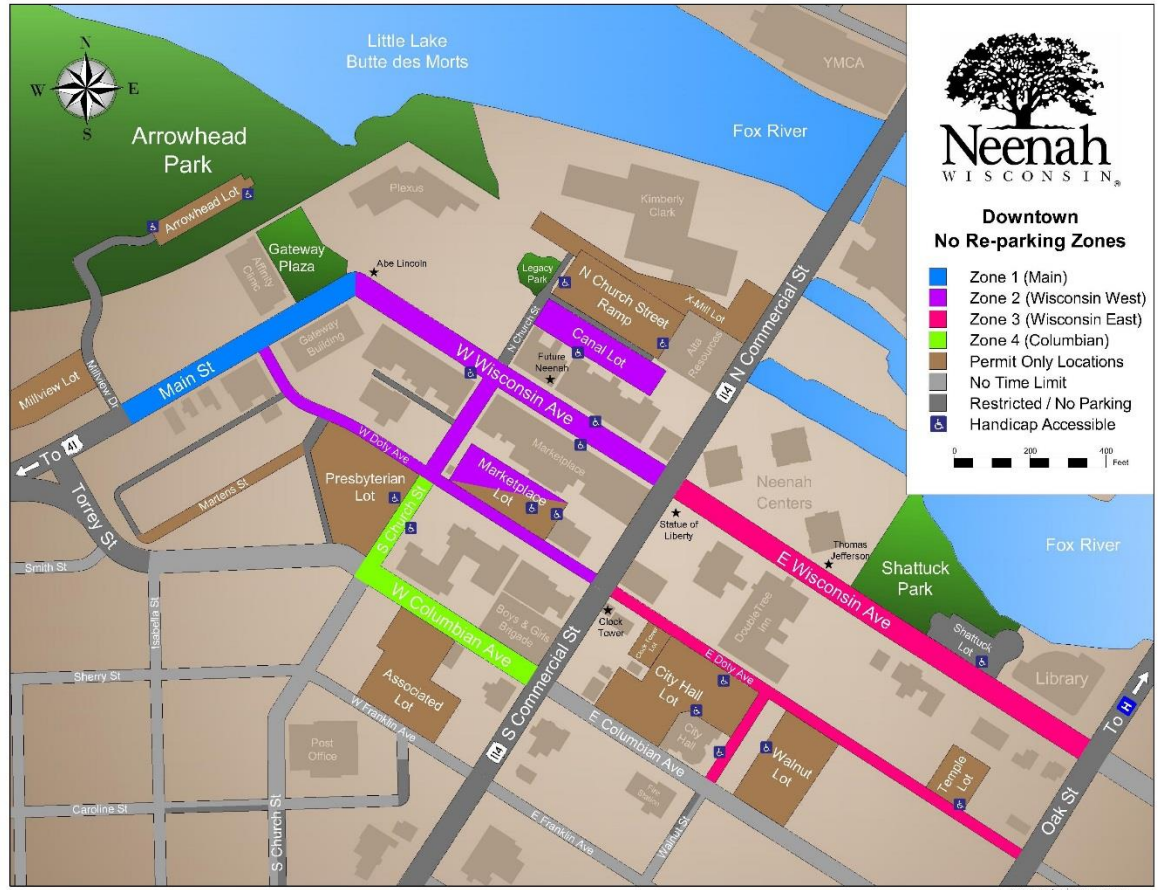 Little Lake
Butte des Morts
YMCA
N
W
E
S
Arrowhead
Park
Fox River
Neenah
WISCONSIN®
Downtown
No Re-parking Zones
Zone 1 (Main)
Zone 2 (Wisconsin West)
Zone 3 (Wisconsin East)
Zone 4 (Columbian)
Permit Only Locations
No Time Limit
Restricted / No Parking
Handicap Accessible
0 200 400
Feet
Arrowhead Lot
Plexus
Kimberly
Clark
Affinity
Clinic
Gateway
Plaza
Abe Lincoln
Legacy
Park
N Church Street
Ramp
X-Mill Lot
N Commercial St
114
Gateway
Building
N Church St
Canal Lot
Alta
Resources
Main St
W Wisconsin Ave
Future
Neenah
Millview Lot
Millview Dr
To 41
W Doty Ave
Marketplace
Marketplace
Lot
Presbyterian
Lot
Martens St
Torrey St
S Church St
Neenah
Centers
Statue of
Liberty
Thomas
Jefferson
E Wisconsin Ave
Shattuck
Park
Fox River
Smith St
Isabella St
W Columbian Ave
Boys & Girls
Brigade
Clock
Tower
Clock Tower
Lot
DoubleTree
Inn
E Doty Ave
Shattuck
Lot
Library
To H
Sherry St
Associated
Lot
W Franklin Ave
S Commercial St
114
City Hall
Lot
City
Hall
E Columbian Ave
Walnut
Lot
Temple
Lot
Oak St
Post
Office
Caroline St
S Church St
Fire
Station
Walnut St
E Franklin Ave